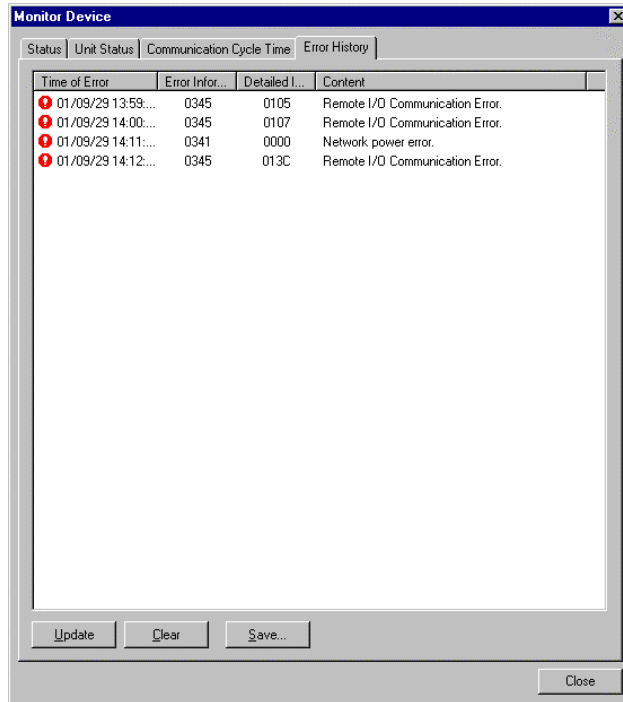 Monitor Device
Status Unit Status Communication Cycle Time Error History
Time of Error Error Infor... Detailed I... Content
01/09/29 13:59:... 0345 0105 Remote I/O Communication Error.
01/09/29 14:00:... 0345 0107 Remote I/O Communication Error.
01/09/29 14:11:... 0341 0000 Network power error.
01/09/29 14:12:... 0345 013C Remote I/O Communication Error.
Update Clear Save...
Close